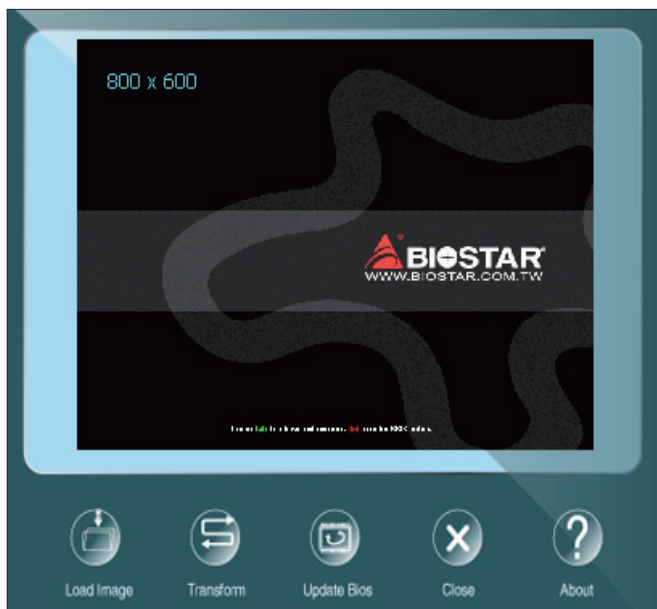 800 x 600
BIOSTAR
WWW.BIOSTAR.COM.TW
Load Image
Transform
Update Bios
Close
About